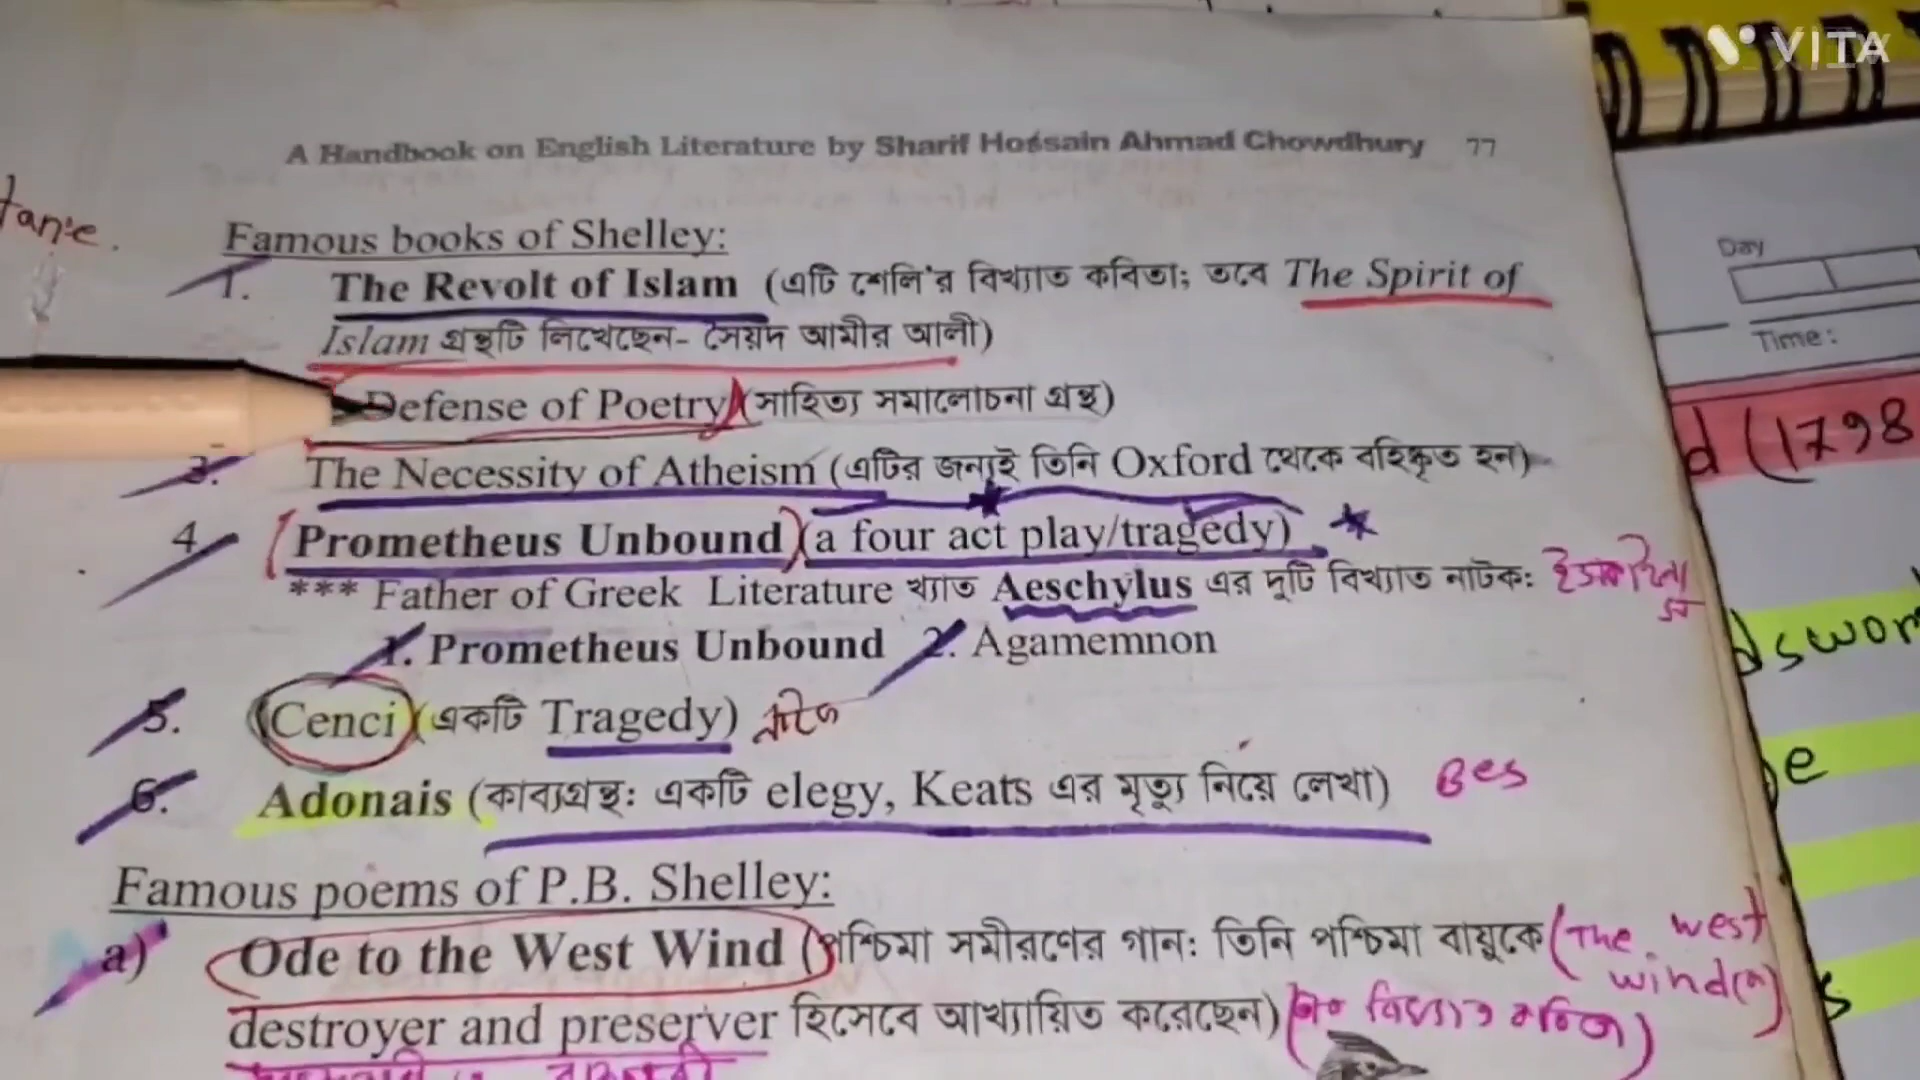 VITA
A Handbook on English Literature by Sharif Hossain Ahmad Chowdhury 77
Famous books of Shelley:
1. The Revolt of Islam (এটি শেলি'র বিখ্যাত কবিতা; তবে The Spirit of
Islam গ্রন্থটি লিখেছেন- সৈয়দ আমীর আলী)
Defense of Poetry (সাহিত্য সমালোচনা গ্রন্থ)
3. The Necessity of Atheism (এটির জন্যই তিনি Oxford থেকে বহিষ্কৃত হন)
4. Prometheus Unbound (a four act play/tragedy)
*** Father of Greek Literature খ্যাত Aeschylus এর দুটি বিখ্যাত নাটক:
1. Prometheus Unbound 2. Agamemnon
5. Cenci (একটি Tragedy)
6. Adonais (কাব্যগ্রন্থ: একটি elegy, Keats এর মৃত্যু নিয়ে লেখা) Bes
Famous poems of P.B. Shelley:
a) Ode to the West Wind (পশ্চিমা সমীরণের গান: তিনি পশ্চিমা বায়ুকে (The west
wind
destroyer and preserver হিসেবে আখ্যায়িত করেছেন)
Day
Time:
d (1798
dswor
e
s